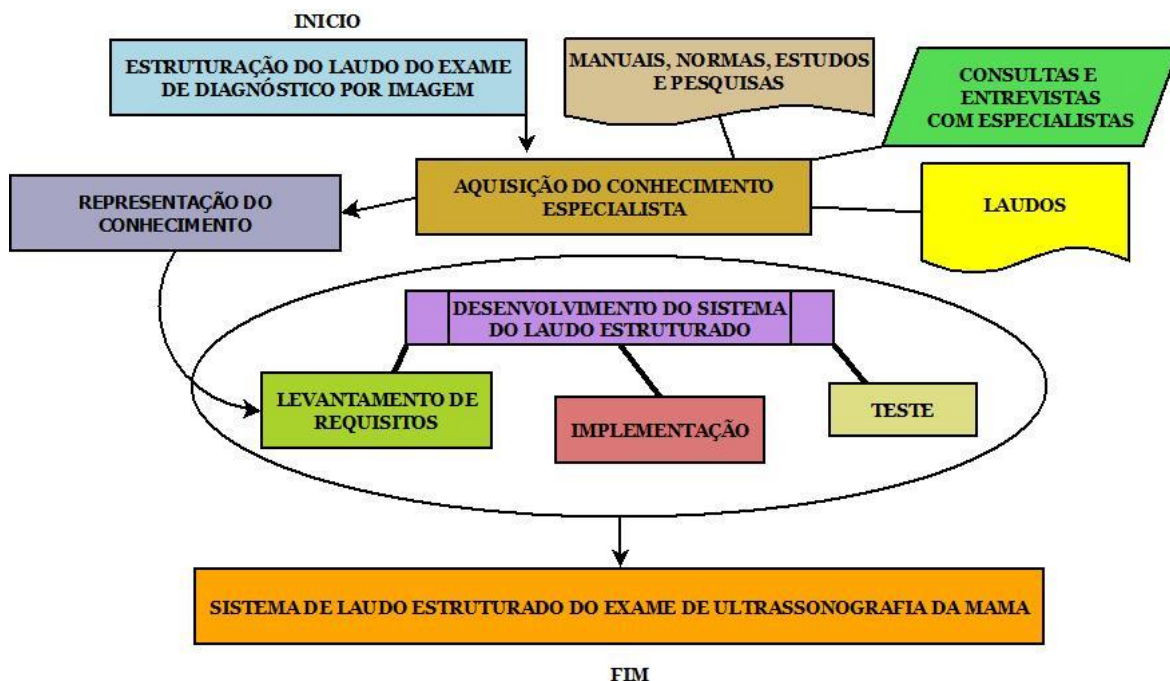 INICIO
ESTRUTURAÇÃO DO LAUDO DO EXAME
DE DIAGNÓSTICO POR IMAGEM
MANUAIS, NORMAS, ESTUDOS
E PESQUISAS
CONSULTAS E
ENTREVISTAS
COM ESPECIALISTAS
AQUISIÇÃO DO CONHECIMENTO
ESPECIALISTA
REPRESENTAÇÃO DO
CONHECIMENTO
LAUDOS
DESENVOLVIMENTO DO SISTEMA
DO LAUDO ESTRUTURADO
LEVANTAMENTO DE
REQUISITOS
IMPLEMENTAÇÃO
TESTE
SISTEMA DE LAUDO ESTRUTURADO DO EXAME DE ULTRASSONOGRAFIA DA MAMA
FIM